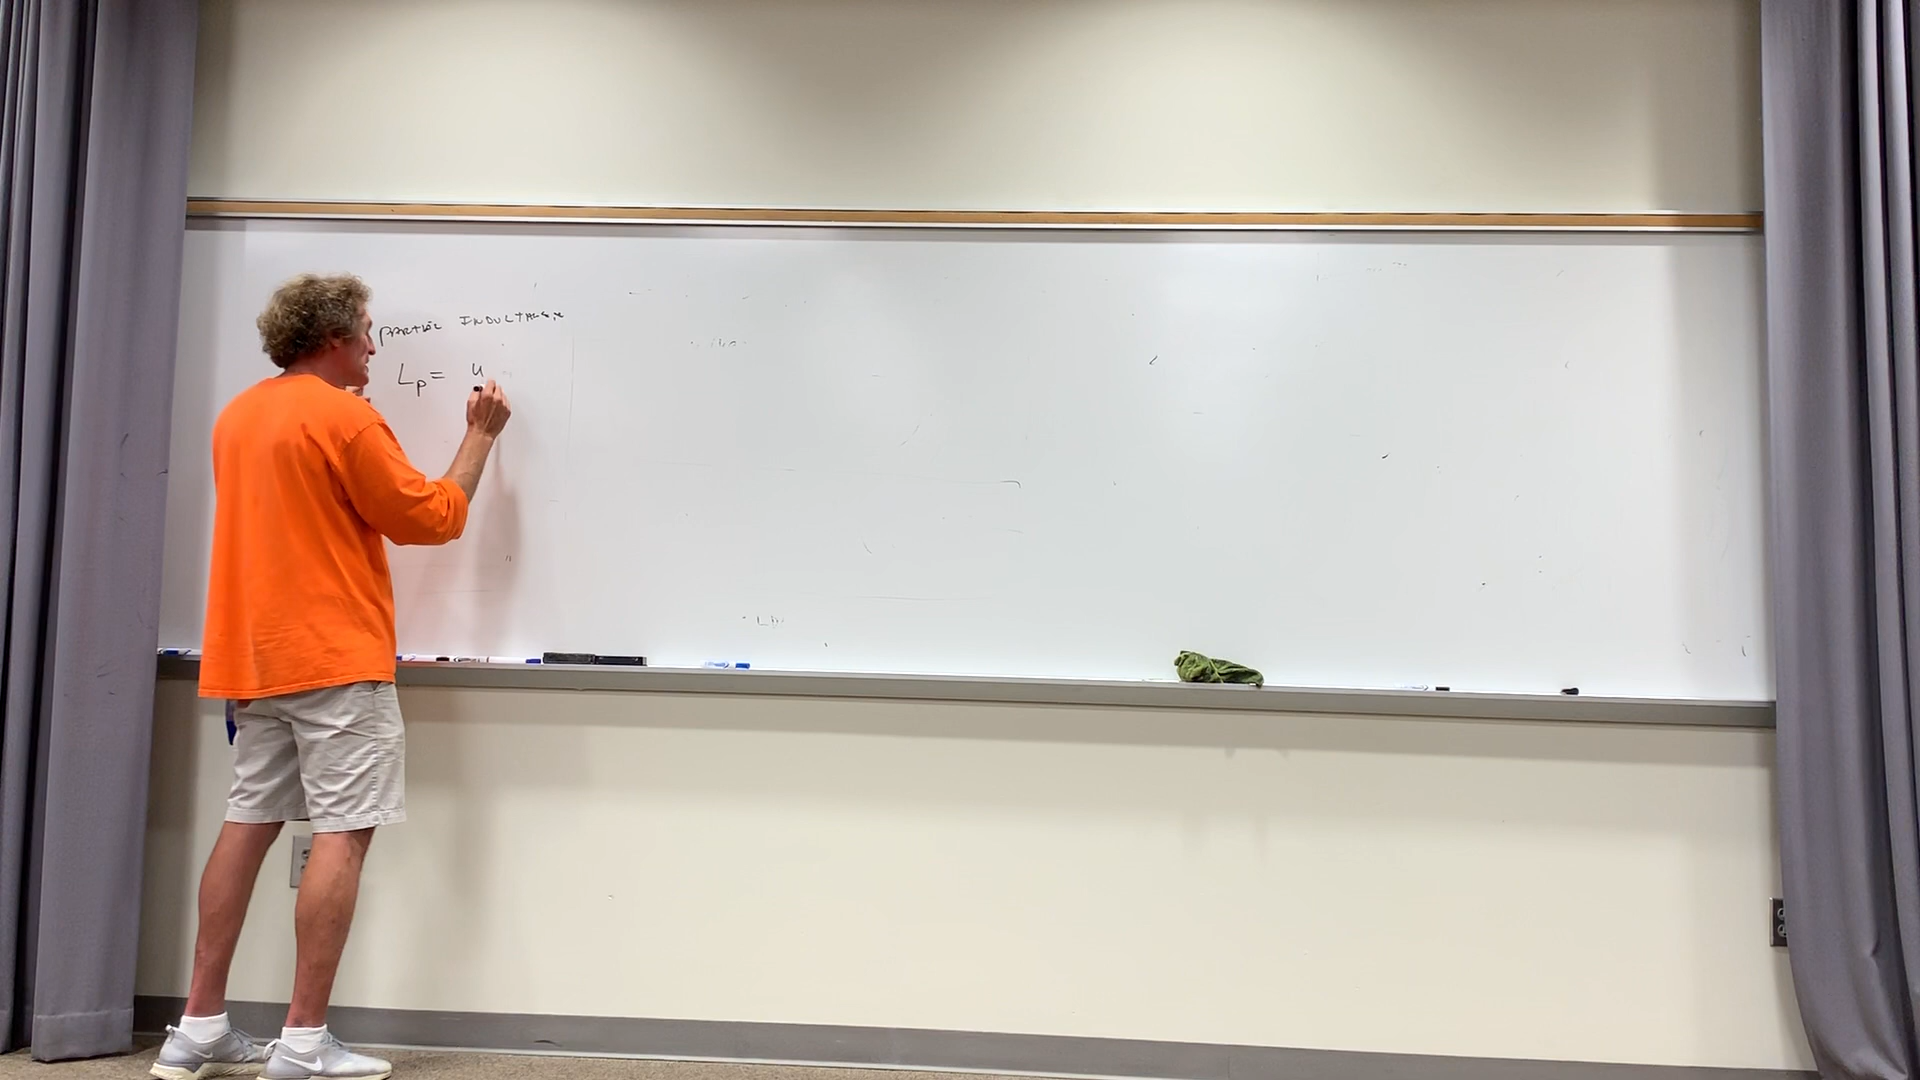 PARTIAL INDUCTANCE
Lp = u